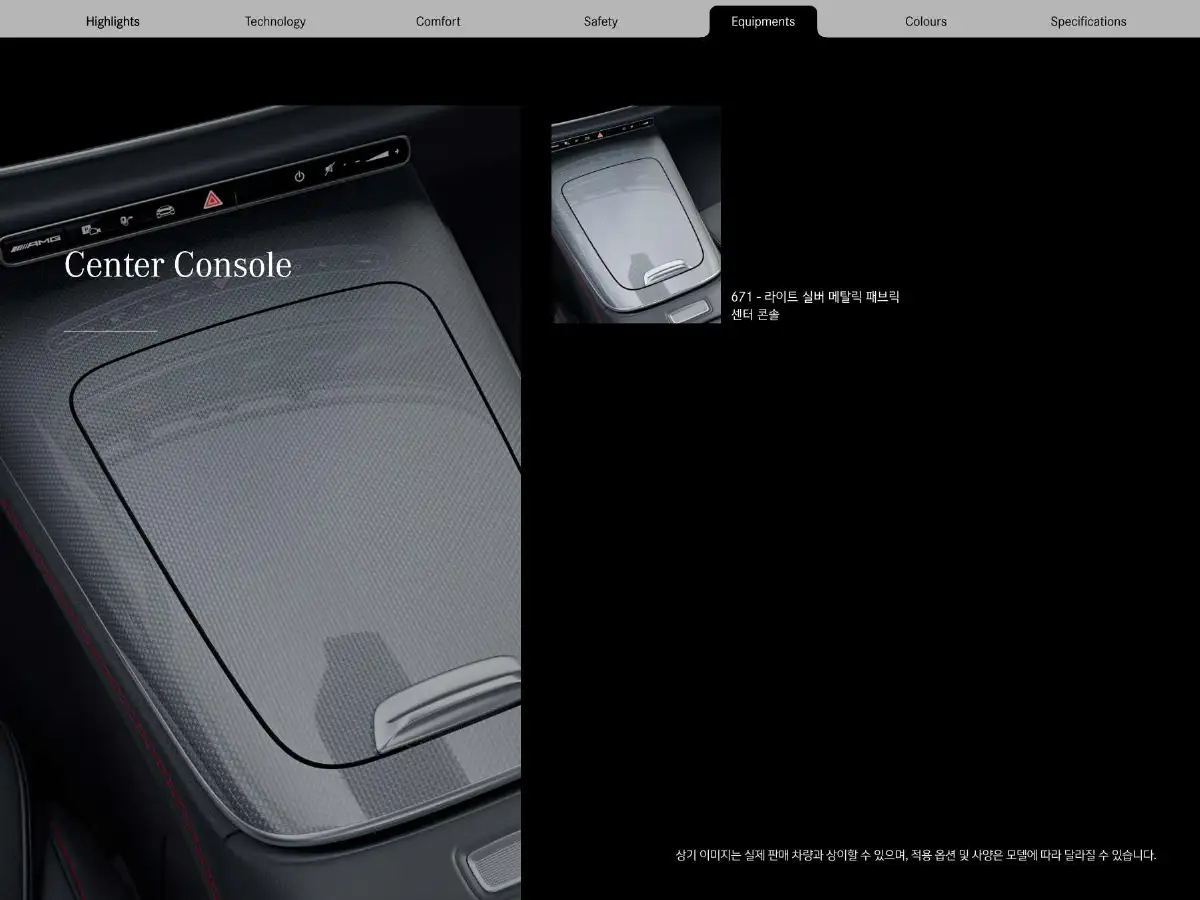 Highlights
Technology
Comfort
Safety
Equipments
Colours
Specifications
AMG
Center Console
671 - 라이트 실버 메탈릭 패브릭
센터 콘솔
상기 이미지는 실제 판매 차량과 상이할 수 있으며, 적용 옵션 및 사양은 모델에 따라 달라질 수 있습니다.